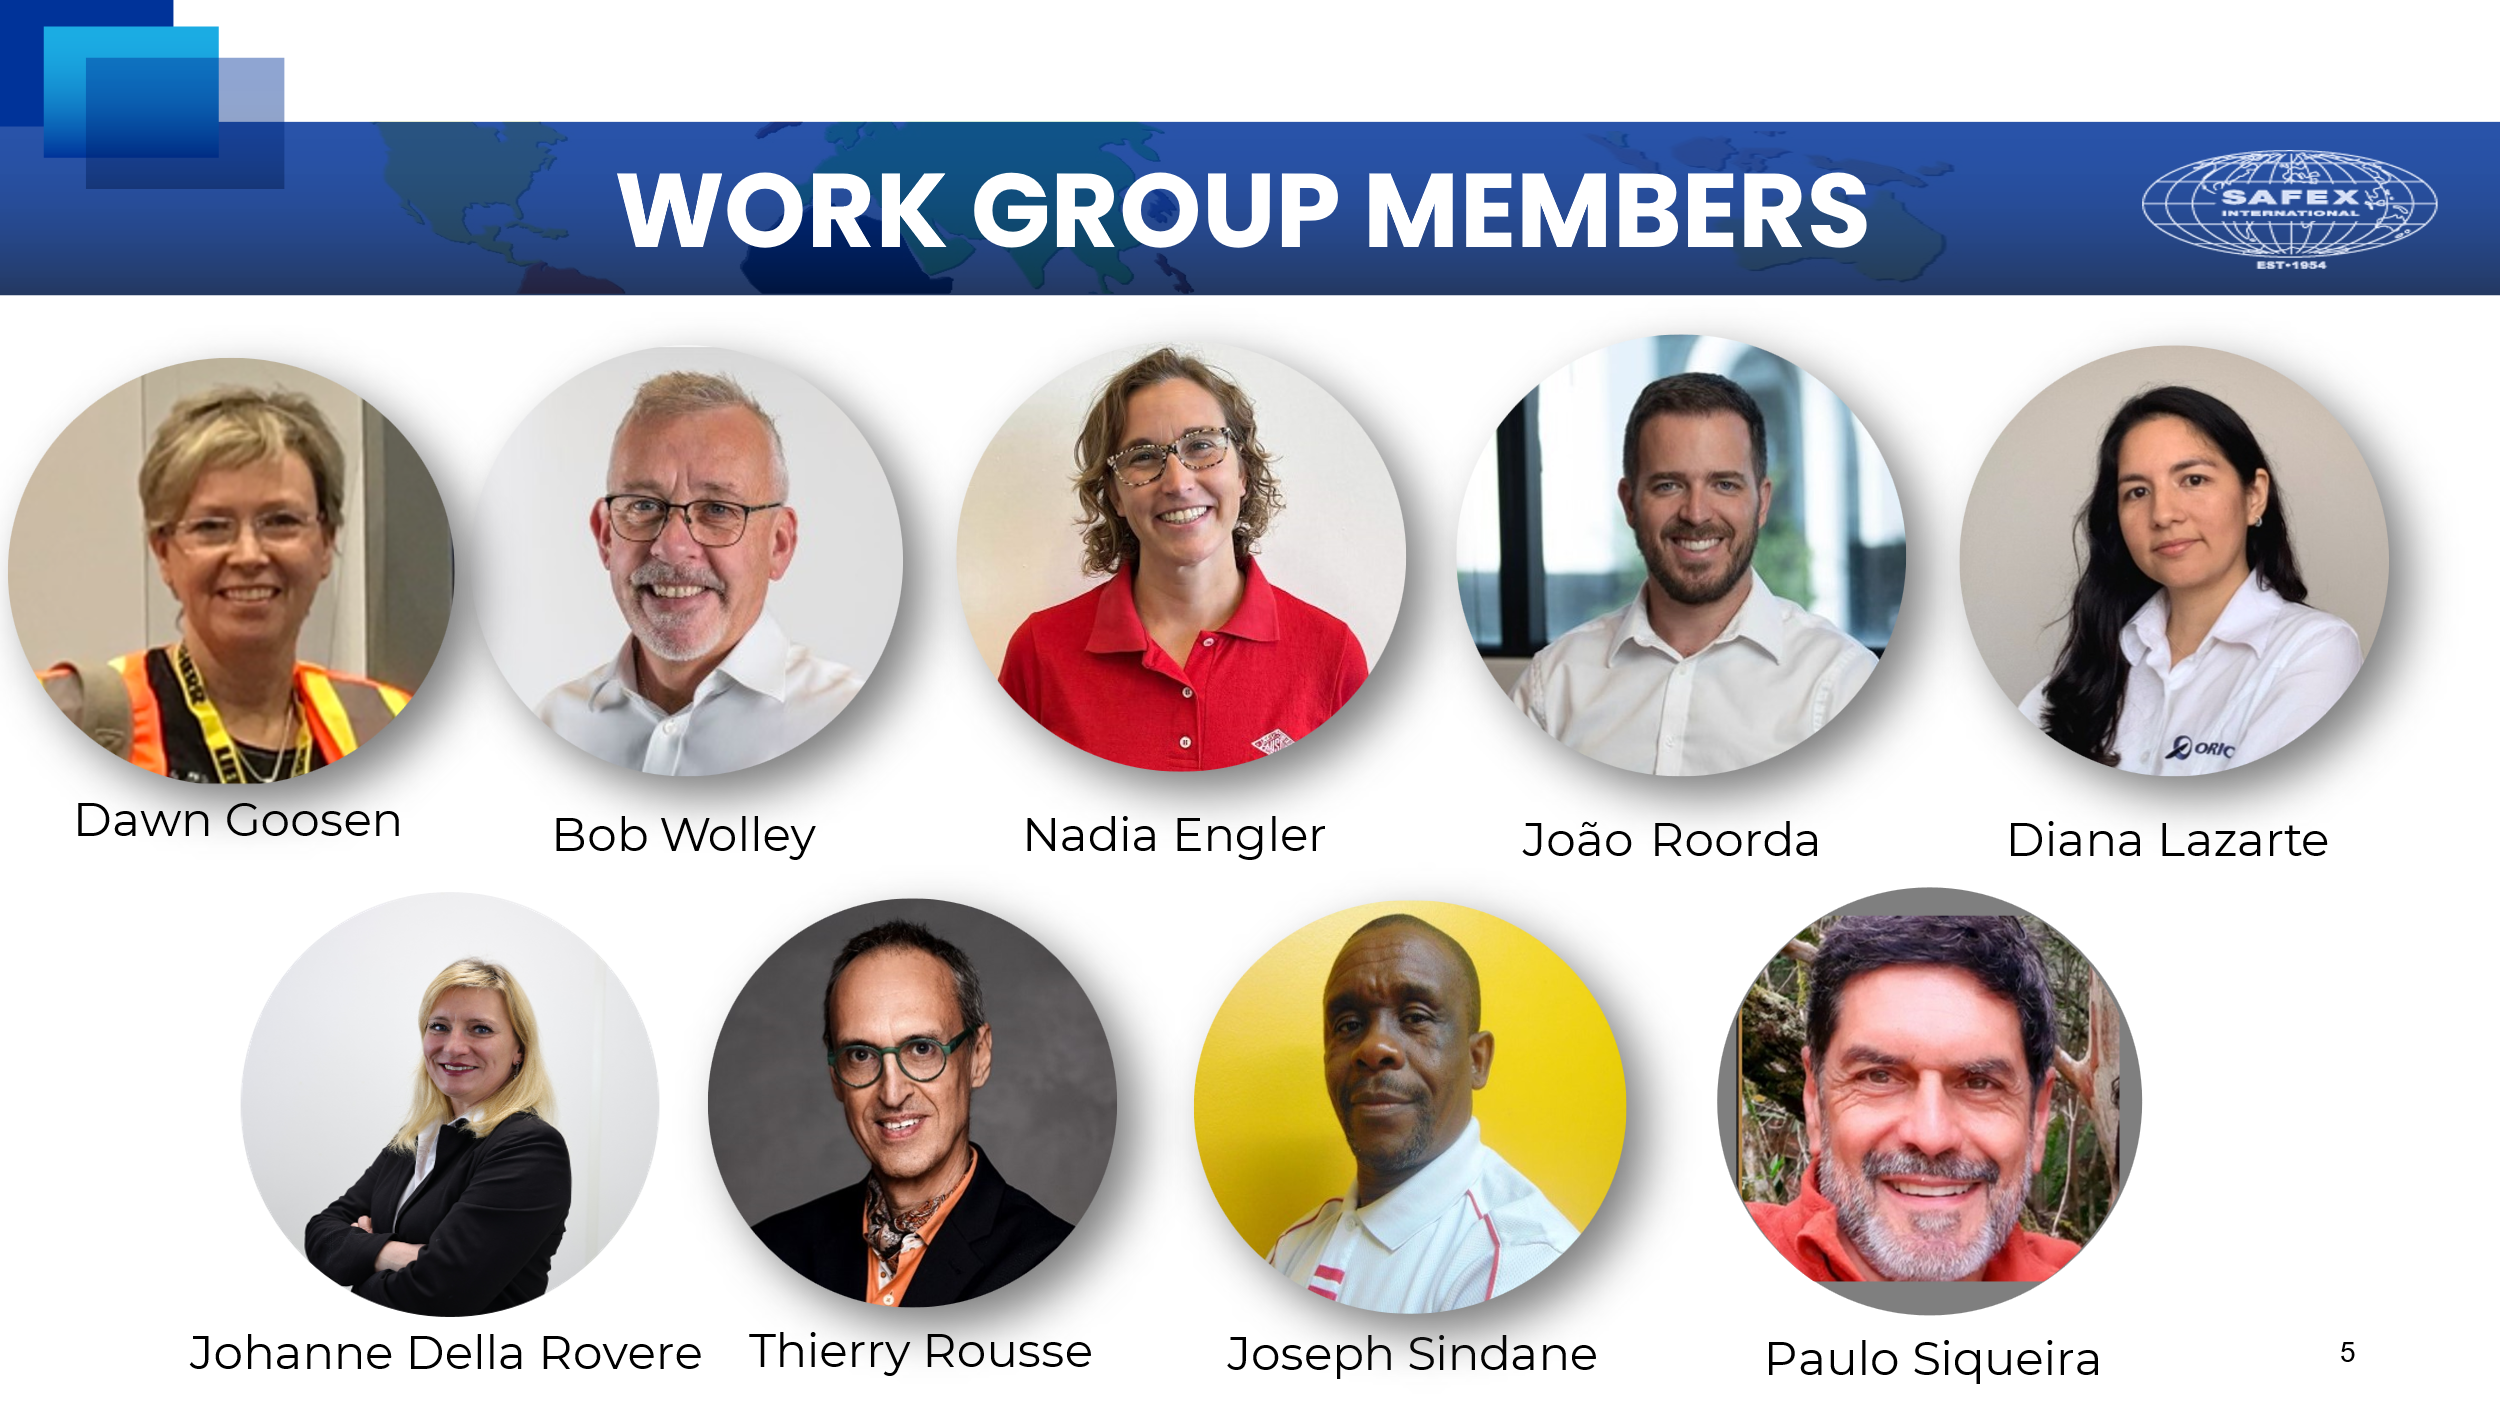 WORK GROUP MEMBERS
SAFEX
INTERNATIONAL
EST•1954
ORIC
Dawn Goosen
Bob Wolley
Nadia Engler
João Roorda
Diana Lazarte
Johanne Della Rovere
Thierry Rousse
Joseph Sindane
Paulo Siqueira
5